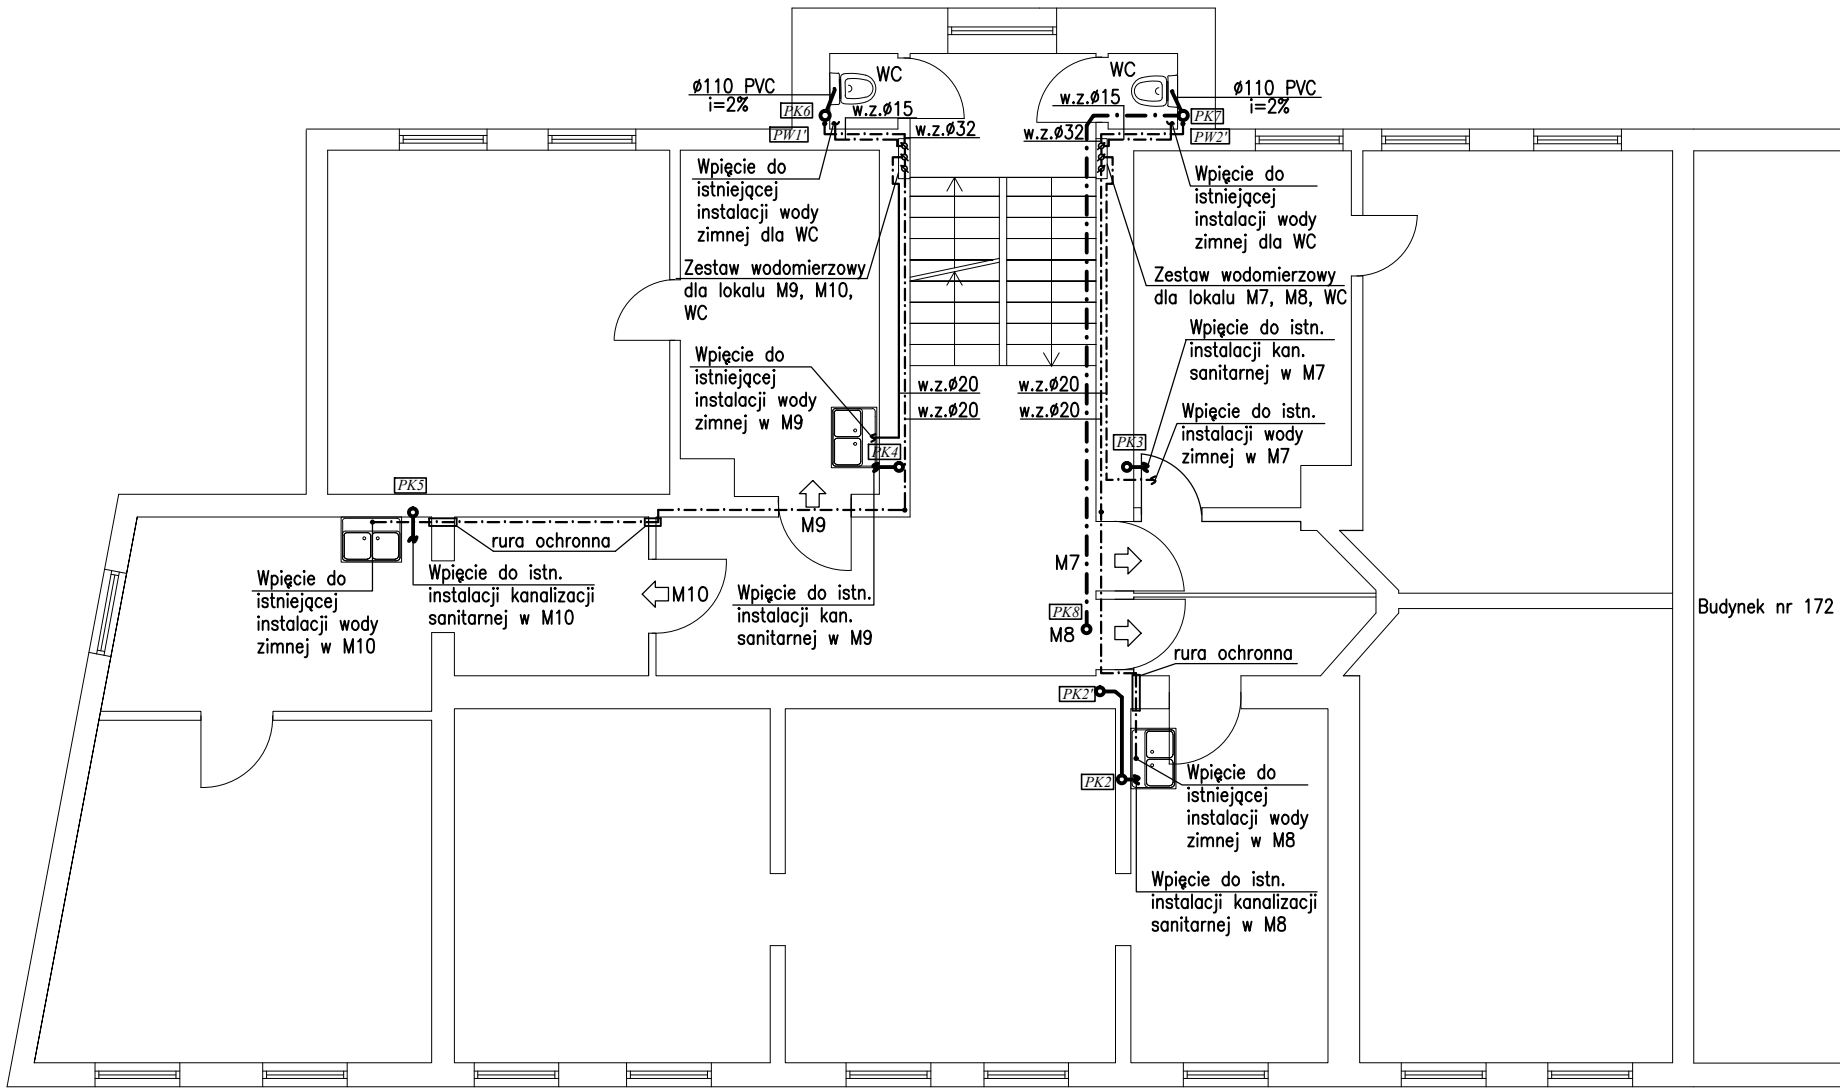 WC
ø110 PVC
i=2%
PK6
PW1'
w.z.ø15
w.z.ø32
WC
w.z.ø15
w.z.ø32
ø110 PVC
i=2%
PK7
PW2'
Wpięcie do
istniejącej
instalacji wody
zimnej dla WC
Zestaw wodomierzowy
dla lokalu M9, M10,
WC
Wpięcie do
istniejącej
instalacji wody
zimnej w M9
w.z.ø20
w.z.ø20
w.z.ø20
w.z.ø20
Wpięcie do
istniejącej
instalacji wody
zimnej dla WC
Zestaw wodomierzowy
dla lokalu M7, M8, WC
Wpięcie do istn.
instalacji kan.
sanitarnej w M7
Wpięcie do istn.
instalacji wody
zimnej w M7
PK3
PK4
PK5
M9
rura ochronna
Wpięcie do
istniejącej
instalacji wody
zimnej w M10
Wpięcie do istn.
instalacji kanalizacji
sanitarnej w M10
M10
Wpięcie do istn.
instalacji kan.
sanitarnej w M9
M7
PK8
M8
rura ochronna
Budynek nr 172
PK2'
PK2
Wpięcie do
istniejącej
instalacji wody
zimnej w M8
Wpięcie do istn.
instalacji kanalizacji
sanitarnej w M8